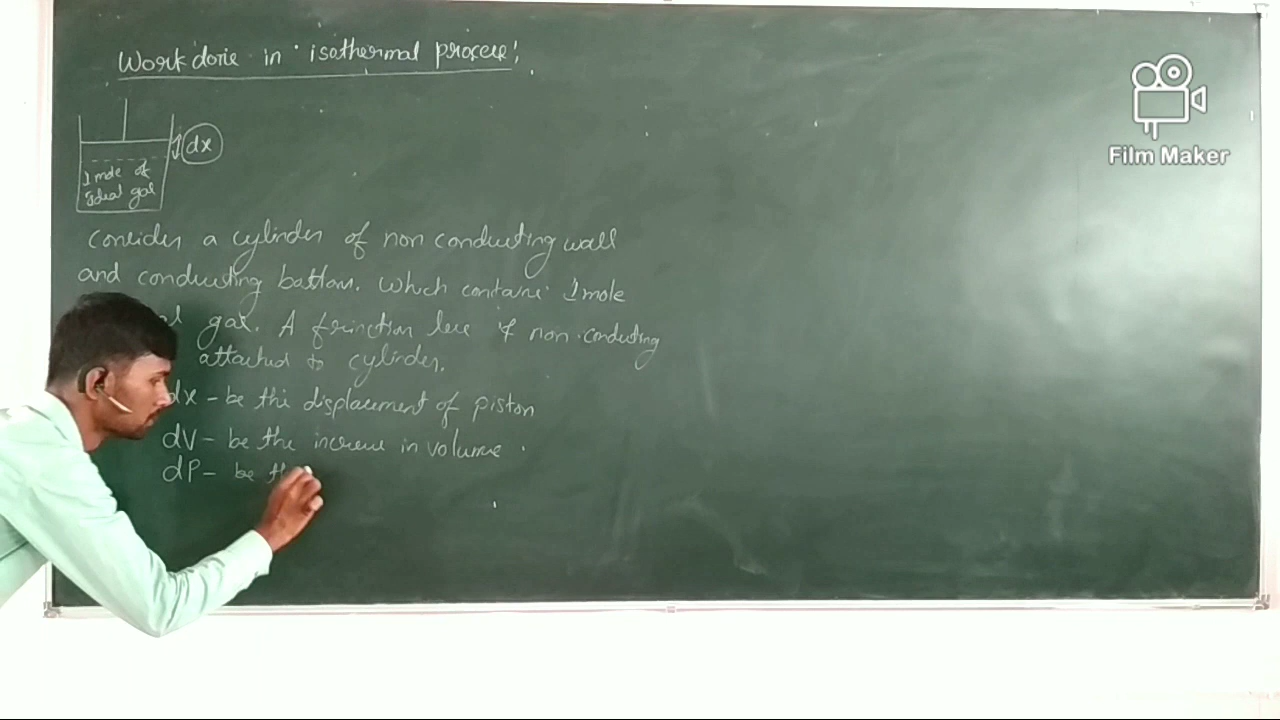 Work done in isothermal process!
dx
1 mole of
Ideal gas
Consider a cylinder of non conducting wall
and conducting bottom. Which contains 1 mole
gas. A frinction less & non-conducting
attached to cylinder.
dx - be the displacement of piston
dV - be the increase in volume.
dP - be th
Film Maker